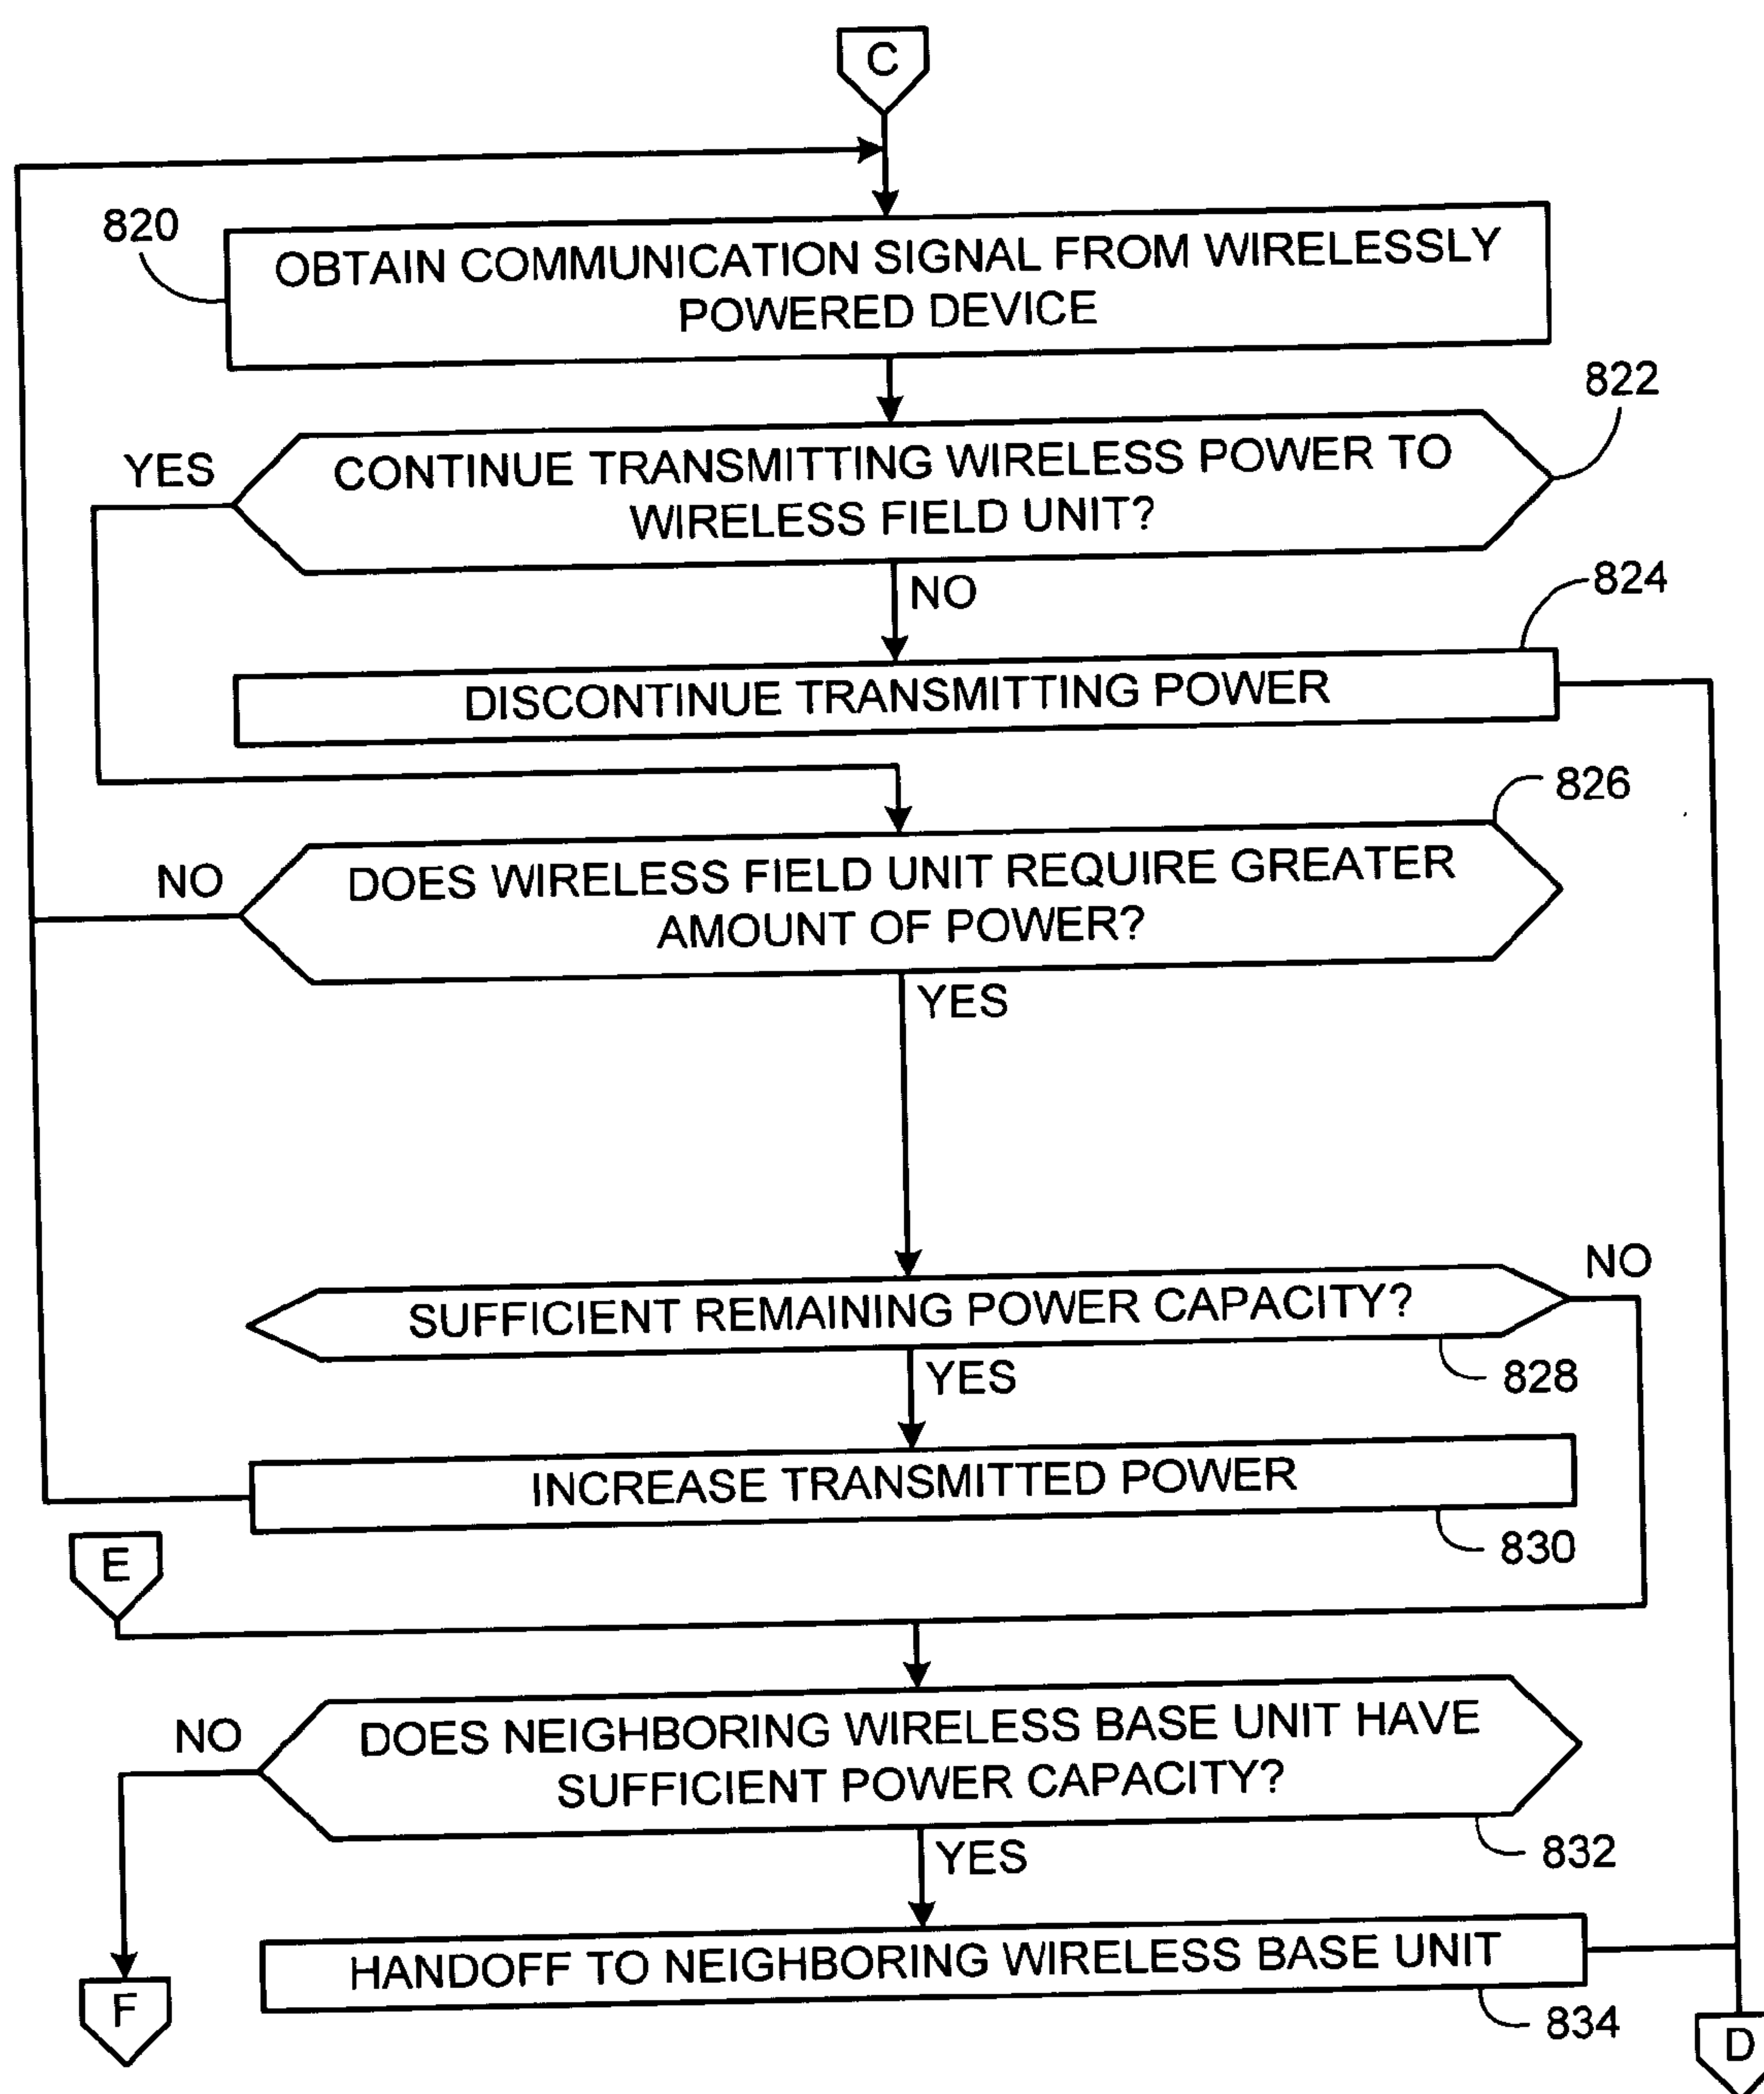 C
820
OBTAIN COMMUNICATION SIGNAL FROM WIRELESSLY
POWERED DEVICE
822
YES
CONTINUE TRANSMITTING WIRELESS POWER TO
WIRELESS FIELD UNIT?
NO
824
DISCONTINUE TRANSMITTING POWER
826
NO
DOES WIRELESS FIELD UNIT REQUIRE GREATER
AMOUNT OF POWER?
YES
NO
SUFFICIENT REMAINING POWER CAPACITY?
YES
828
INCREASE TRANSMITTED POWER
830
E
NO
DOES NEIGHBORING WIRELESS BASE UNIT HAVE
SUFFICIENT POWER CAPACITY?
832
YES
HANDOFF TO NEIGHBORING WIRELESS BASE UNIT
834
F
D